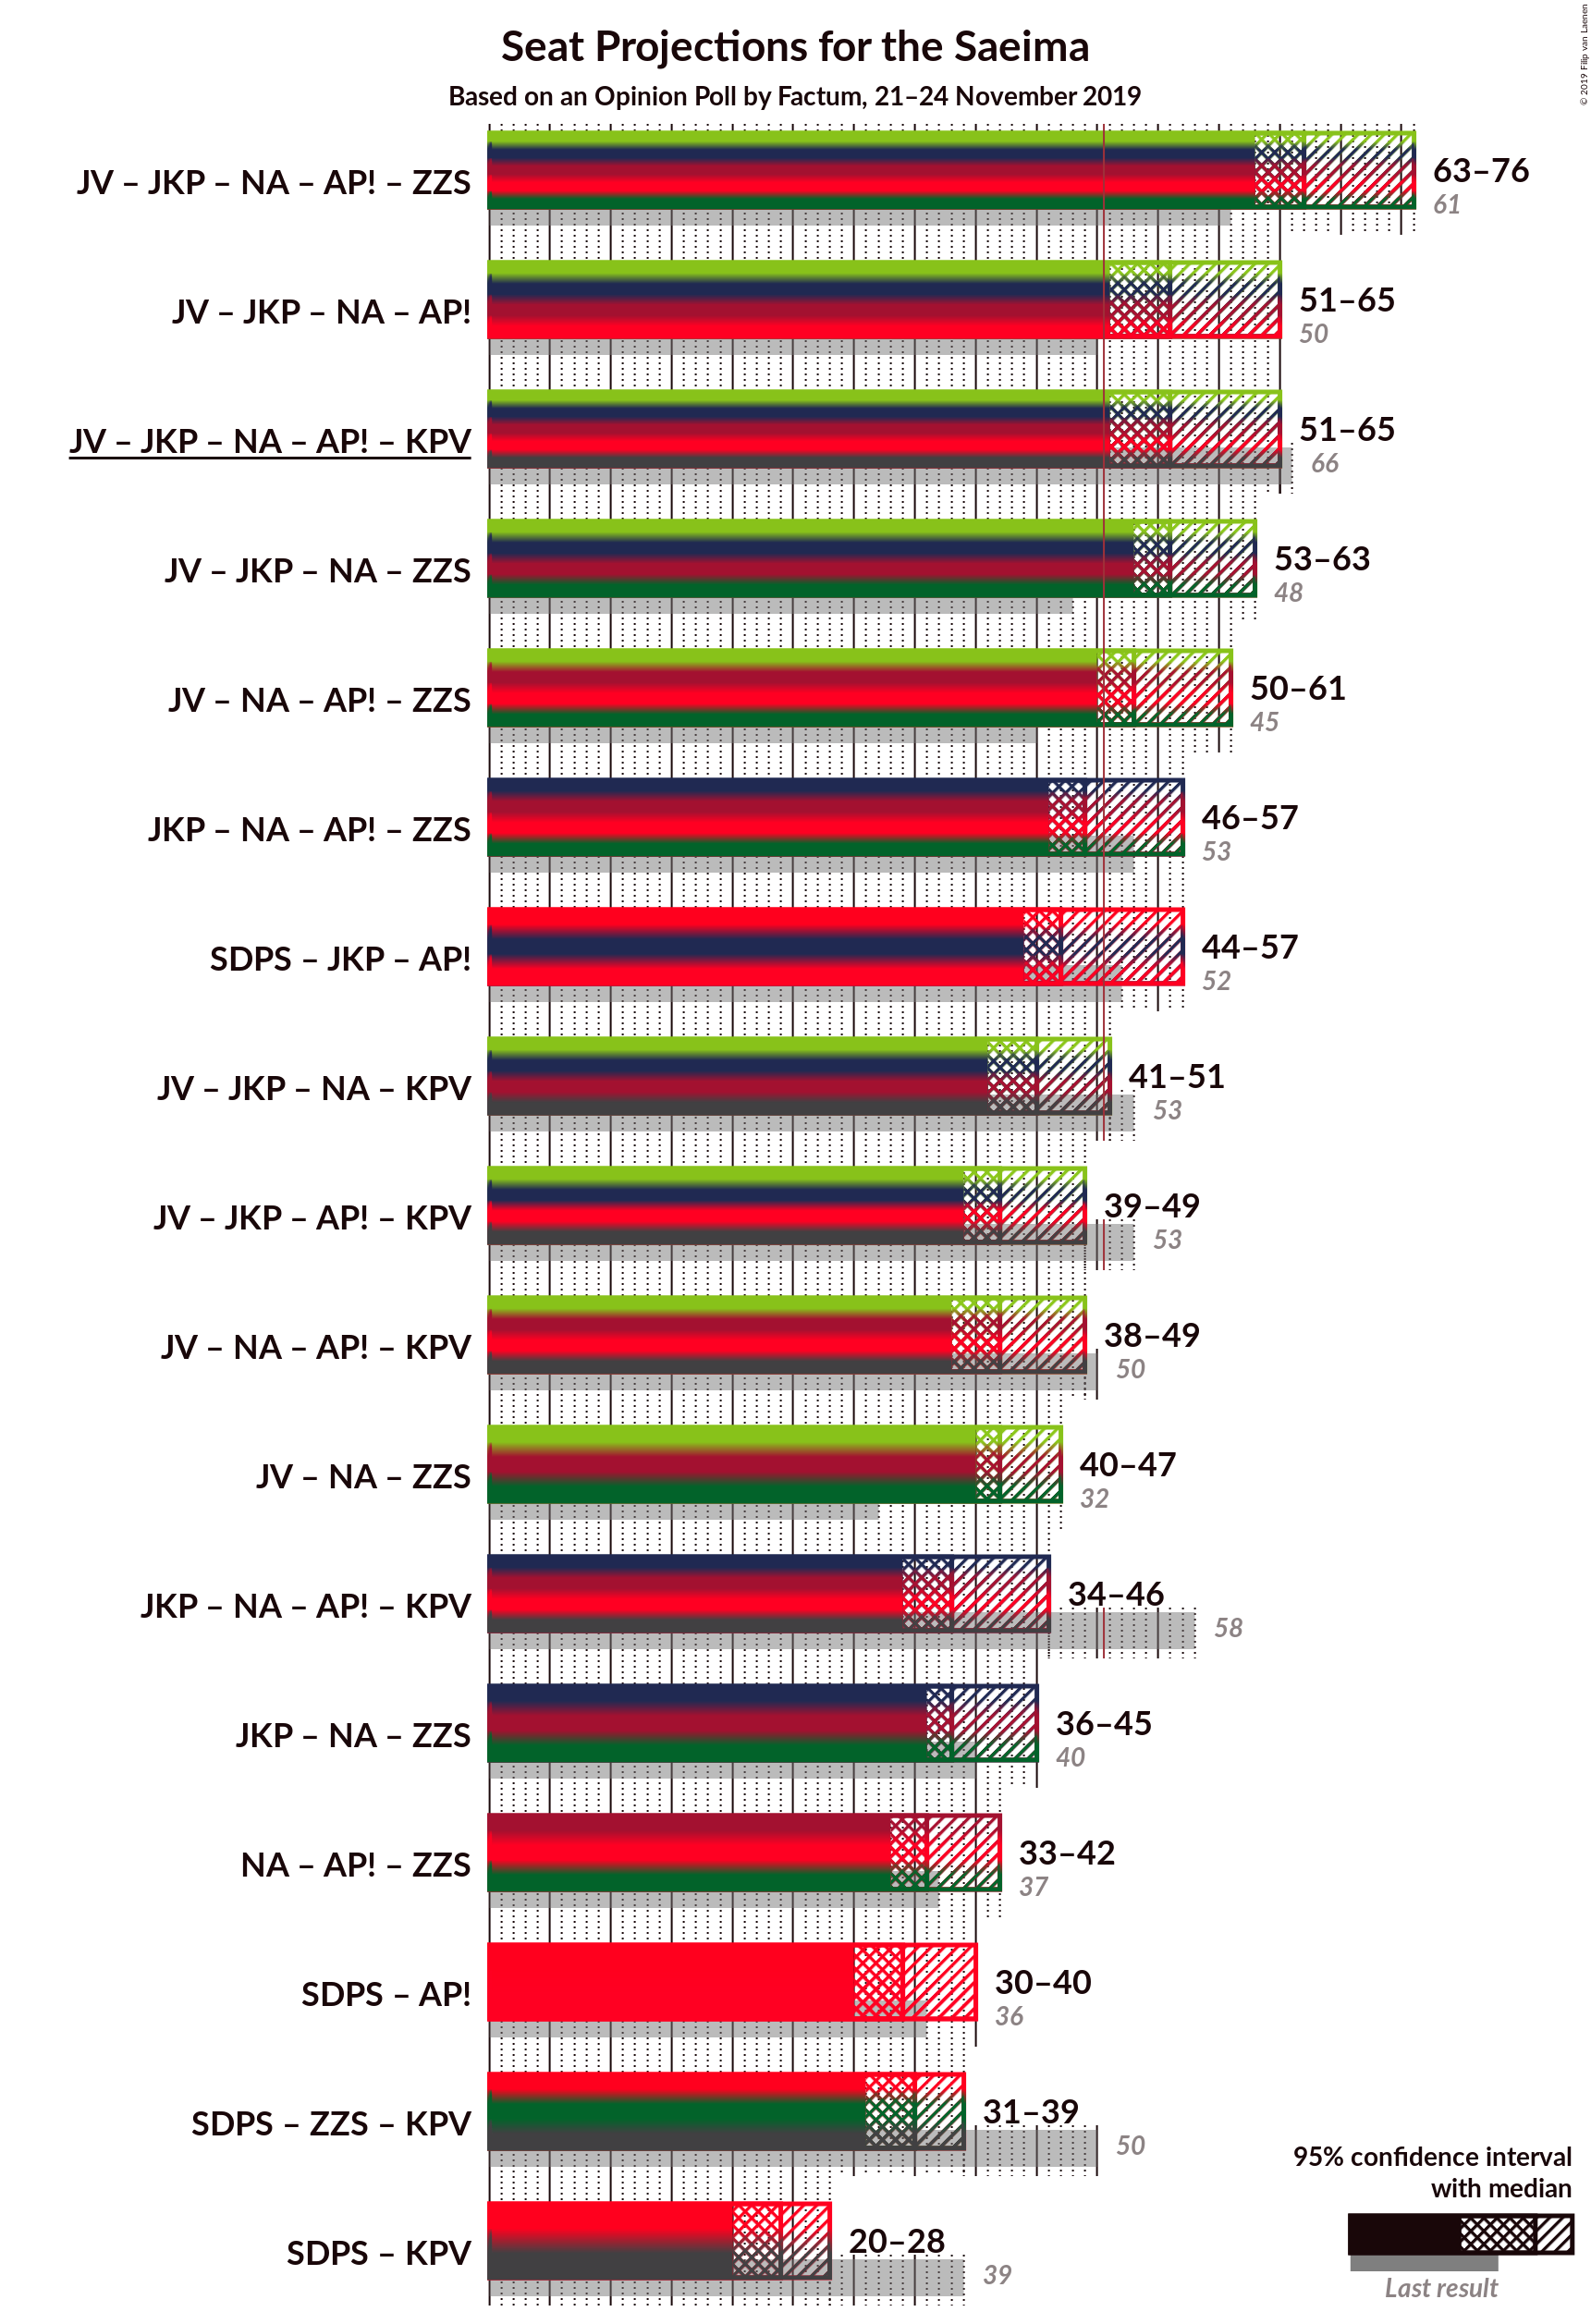 © 2019 Filip van Laenen
Seat Projections for the Saeima
Based on an Opinion Poll by Factum, 21–24 November 2019
JV – JKP – NA – AP! – ZZS
63–76
61
JV – JKP – NA – AP!
51–65
50
JV – JKP – NA – AP! – KPV
51–65
66
JV – JKP – NA – ZZS
53–63
48
JV – NA – AP! – ZZS
50–61
45
JKP – NA – AP! – ZZS
46–57
53
SDPS – JKP – AP!
44–57
52
JV – JKP – NA – KPV
41–51
53
JV – JKP – AP! – KPV
39–49
53
JV – NA – AP! – KPV
38–49
50
JV – NA – ZZS
40–47
32
JKP – NA – AP! – KPV
34–46
58
JKP – NA – ZZS
36–45
40
NA – AP! – ZZS
33–42
37
SDPS – AP!
30–40
36
SDPS – ZZS – KPV
31–39
50
SDPS – KPV
20–28
39
95% confidence interval
with median
Last result